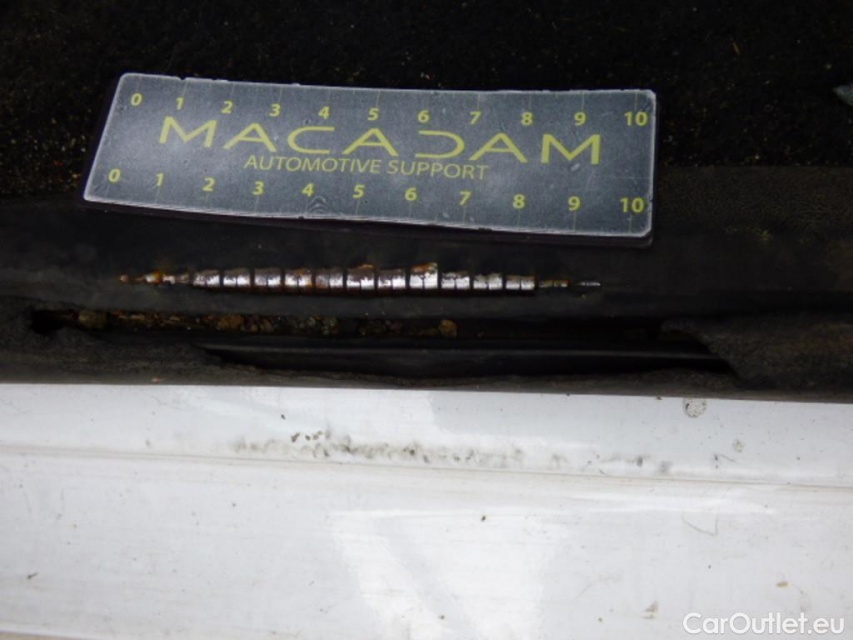 0 1 2 3 4 5 6 7 8 9 10
MACADAM
AUTOMOTIVE SUPPORT
0 1 2 3 4 5 6 7 8 9 10
CarOutlet.eu